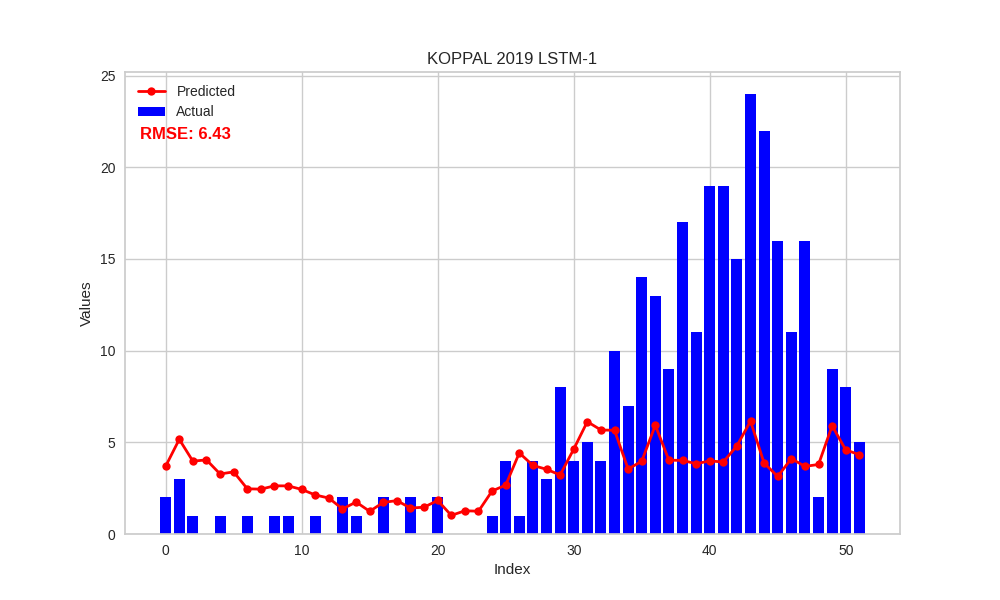 KOPPAL 2019 LSTM-1
Predicted
Actual
RMSE: 6.43
25
20
15
10
5
0
Values
0 10 20 30 40 50
Index